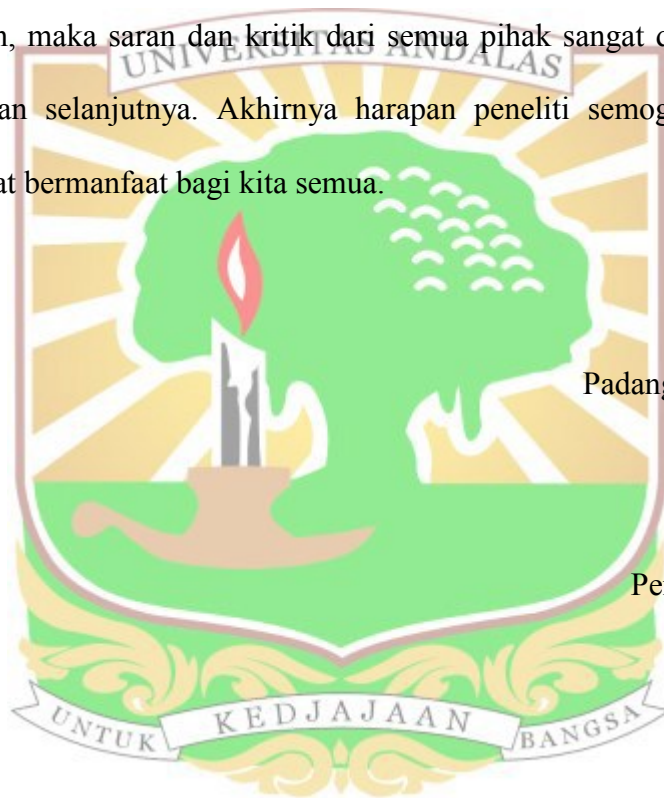 n, maka saran dan kritik dari semua pihak sangat d
UNIVERSITAS ANDALAS
an selanjutnya. Akhirnya harapan peneliti semog
at bermanfaat bagi kita semua.
Padang
Per
UNTUK KEDJAJAAN BANGSA